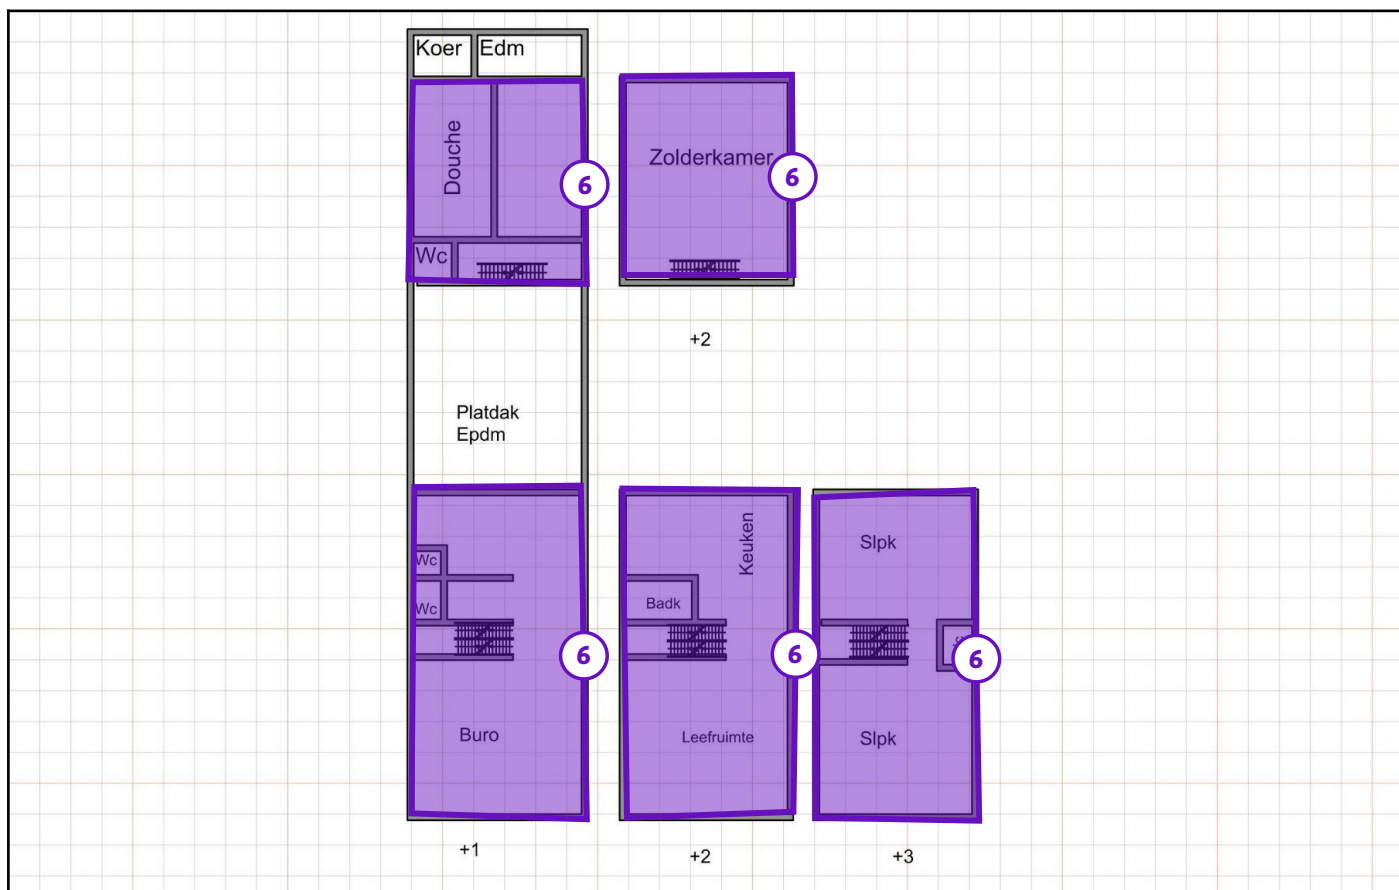 Koer Edm
Douche
Wc
6
Zolderkamer
6
+2
Platdak
Epdm
Wc
Wc
Buro
6
+1
Keuken
Badk
Leefruimte
6
+2
Slpk
Slpk
6
+3